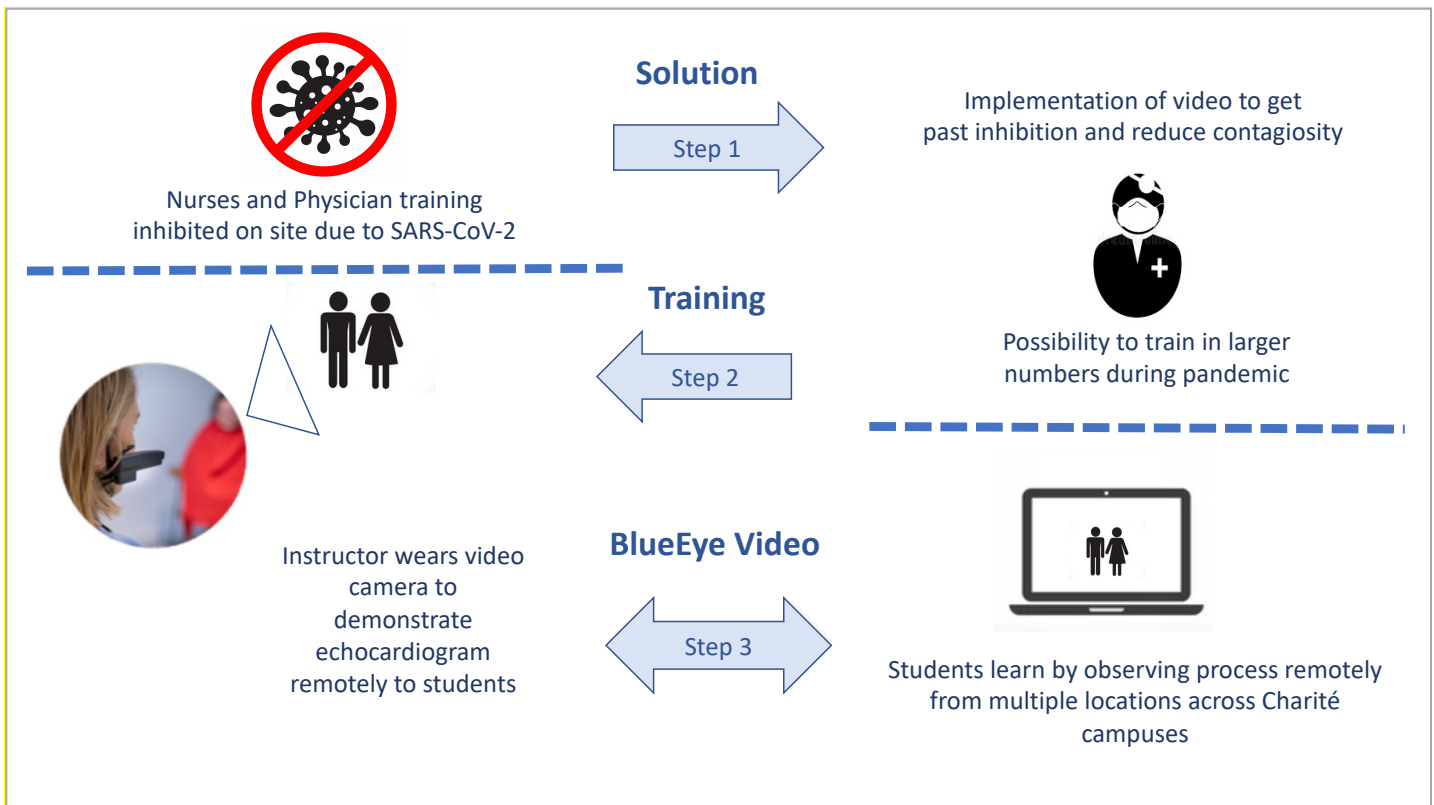 Solution
Step 1
Nurses and Physician training
inhibited on site due to SARS-CoV-2
Implementation of video to get
past inhibition and reduce contagiosity
Possibility to train in larger
numbers during pandemic
Training
Step 2
Instructor wears video
camera to
demonstrate
echocardiogram
remotely to students
BlueEye Video
Step 3
Students learn by observing process remotely
from multiple locations across Charité
campuses